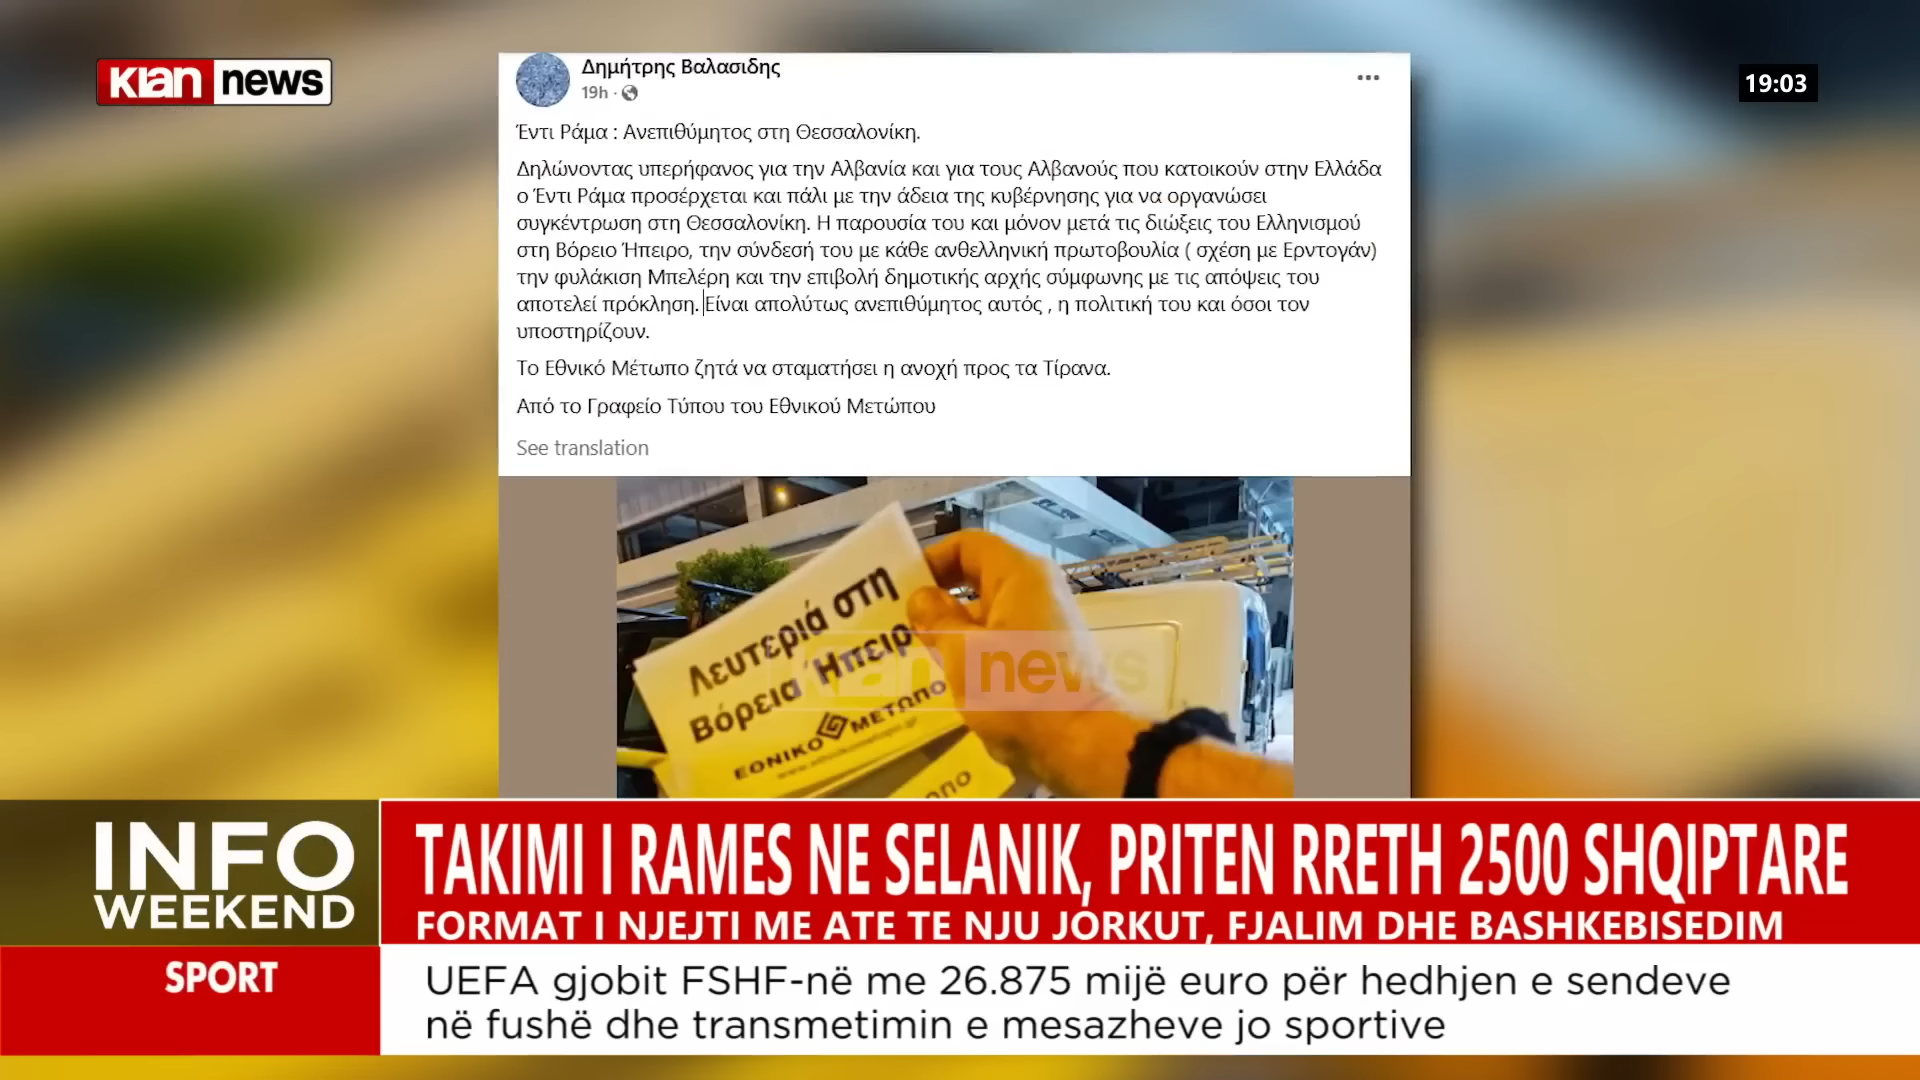 Klan news
19:03
Δημήτρης Βαλασιδης
19h ·
Έντι Ράμα : Ανεπιθύμητος στη Θεσσαλονίκη.
Δηλώνοντας υπερήφανος για την Αλβανία και για τους Αλβανούς που κατοικούν στην Ελλάδα
ο Έντι Ράμα προσέρχεται και πάλι με την άδεια της κυβέρνησης για να οργανώσει
συγκέντρωση στη Θεσσαλονίκη. Η παρουσία του και μόνον μετά τις διώξεις του Ελληνισμού
στη Βόρειο Ήπειρο, την σύνδεσή του με κάθε ανθελληνική πρωτοβουλία ( σχέση με Ερντογάν)
την φυλάκιση Μπελέρη και την επιβολή δημοτικής αρχής σύμφωνης με τις απόψεις του
αποτελεί πρόκληση. Είναι απολύτως ανεπιθύμητος αυτός , η πολιτική του και όσοι τον
υποστηρίζουν.
Το Εθνικό Μέτωπο ζητά να σταματήσει η ανοχή προς τα Τίρανα.
Από το Γραφείο Τύπου του Εθνικού Μετώπου
See translation
Λευτεριά στη
Βόρεια Ήπειρ
ΕΘΝΙΚΟ ΜΕΤΩΠΟ
klan news
INFO
WEEKEND
TAKIMI I RAMES NE SELANIK, PRITEN RRETH 2500 SHQIPTARE
FORMAT I NJEJTI ME ATE TE NJU JORKUT, FJALIM DHE BASHKEBISEDIM
SPORT
UEFA gjobit FSHF-në me 26.875 mijë euro për hedhjen e sendeve
në fushë dhe transmetimin e mesazheve jo sportive